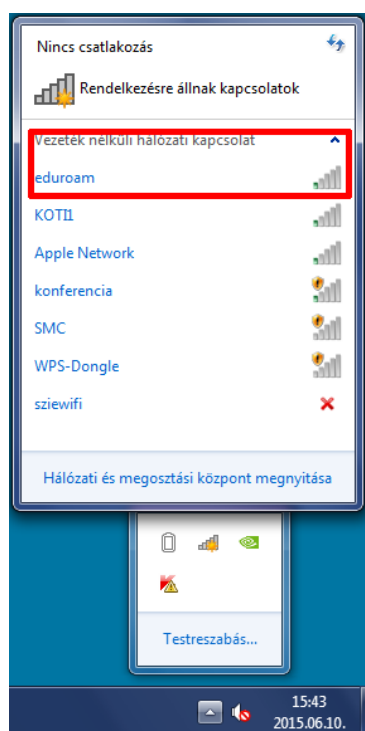 Nincs csatlakozás
Rendelkezésre állnak kapcsolatok
Vezeték nélküli hálózati kapcsolat
eduroam
KOTI1
Apple Network
konferencia
SMC
WPS-Dongle
sziewifi
Hálózati és megosztási központ megnyitása
Testreszabás...
15:43
2015.06.10.